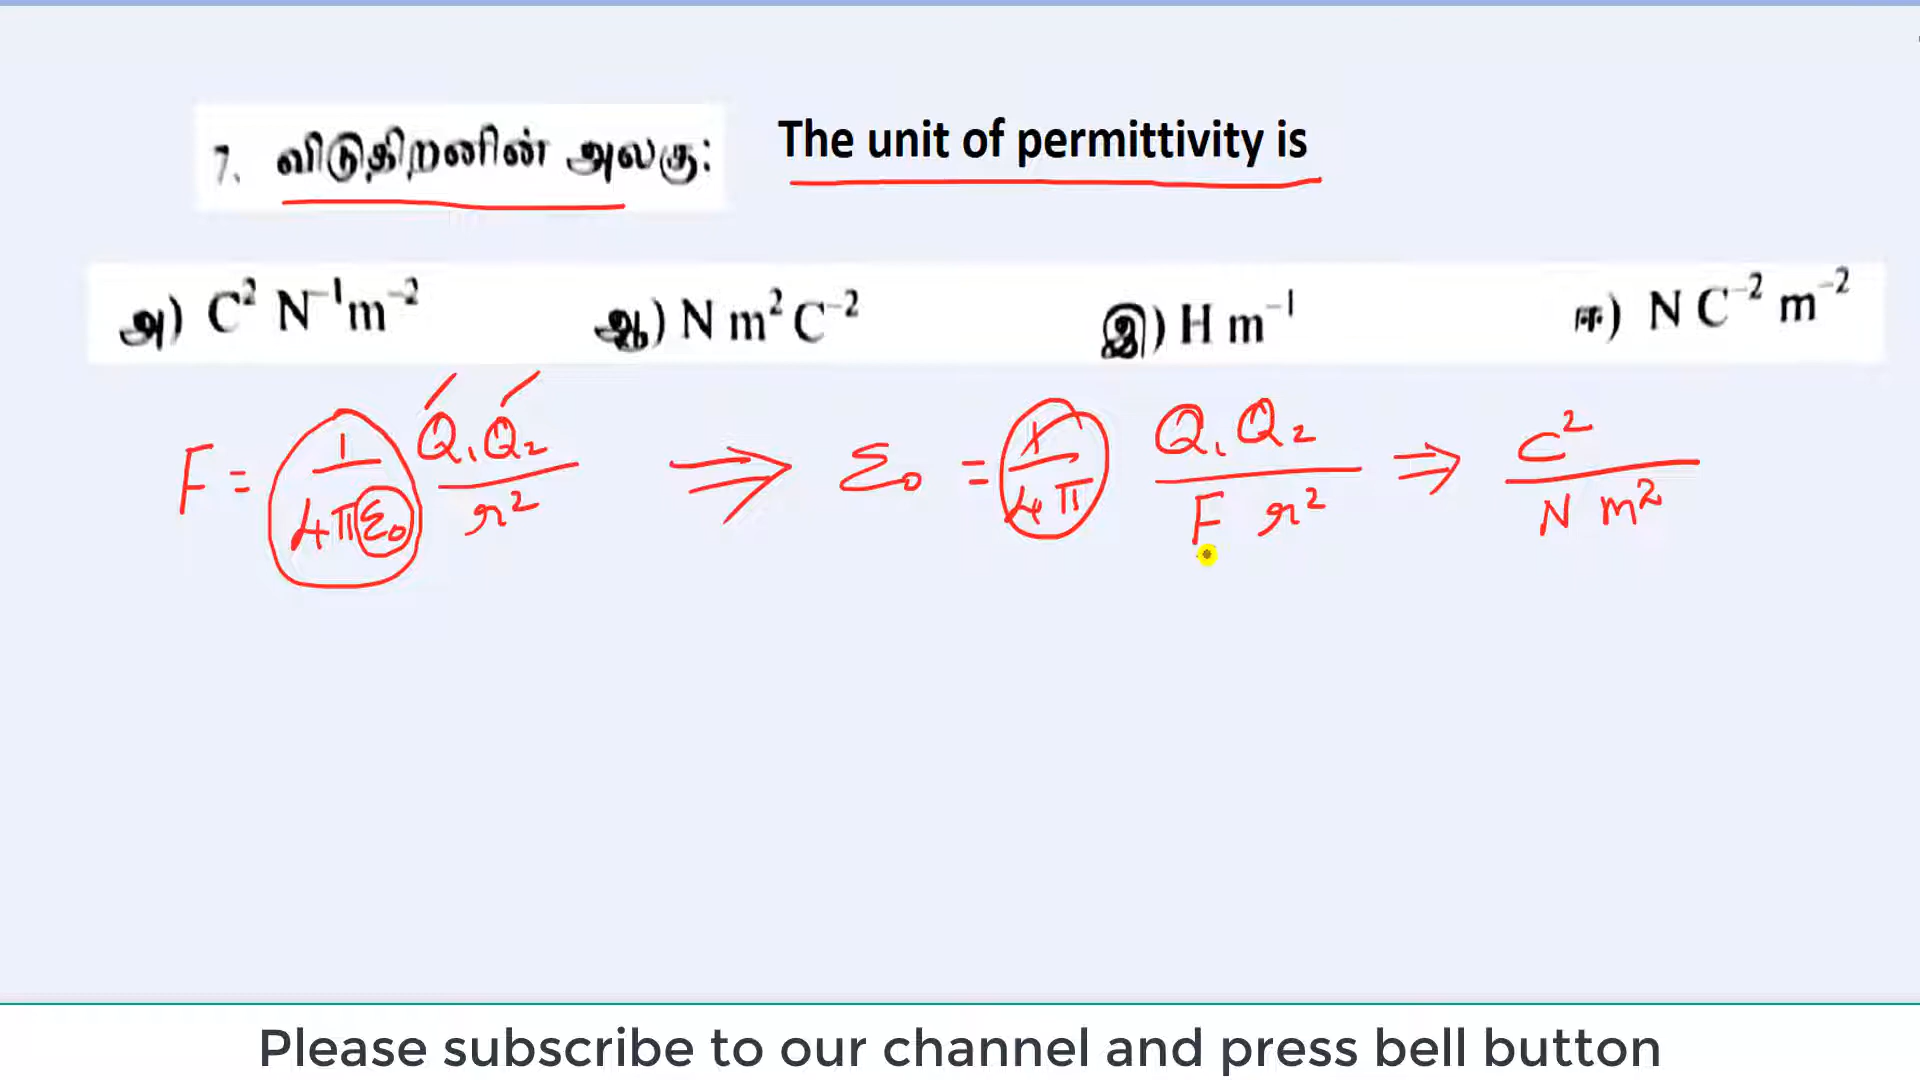 7. விடுதிறனின் அலகு: The unit of permittivity is
அ) C² N⁻¹m⁻² ஆ) N m² C⁻² இ) H m⁻¹ ஈ) N C⁻² m⁻²
F = 1/4πε₀ Q₁Q₂/r² ⇒ ε₀ = 1/4π Q₁Q₂/F r² ⇒ C²/N m²
Please subscribe to our channel and press bell button